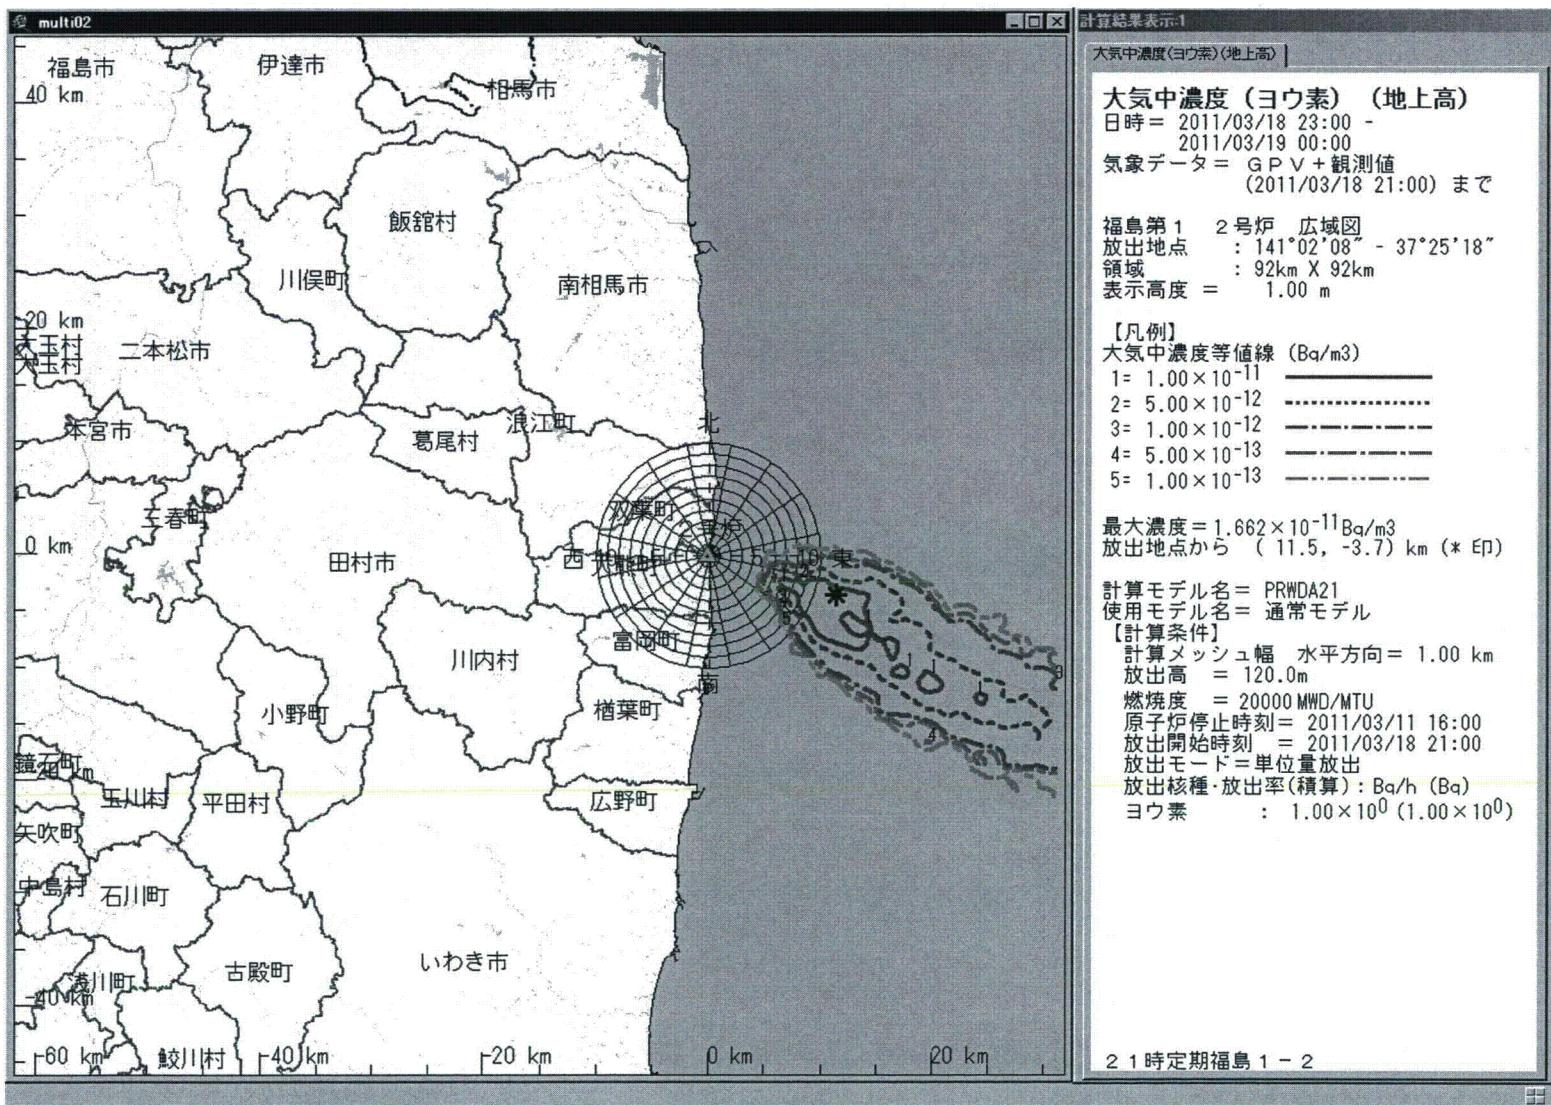 multi02
福島市
伊達市
相馬市
40 km
飯舘村
川俣町
南相馬市
20 km
大玉村
二本松市
本宮市
葛尾村
浪江町
北
双葉町
三春町
0 km
田村市
西
東
富岡町
川内村
南
小野町
楢葉町
鏡石町
玉川村
平田村
広野町
矢吹町
中島村
石川町
いわき市
古殿町
浅川町
-40 km
鮫川村
-60 km
-40 km
-20 km
0 km
20 km
計算結果表示:1
大気中濃度(ヨウ素)(地上高)
大気中濃度（ヨウ素）（地上高）
日時＝ 2011/03/18 23:00 -
2011/03/19 00:00
気象データ＝ ＧＰＶ＋観測値
(2011/03/18 21:00) まで
福島第１ ２号炉 広域図
放出地点 : 141°02'08" - 37°25'18"
領域 : 92km X 92km
表示高度 ＝ 1.00 m
【凡例】
大気中濃度等値線 (Bq/m3)
1= 1.00×10⁻¹¹
2= 5.00×10⁻¹²
3= 1.00×10⁻¹²
4= 5.00×10⁻¹³
5= 1.00×10⁻¹³
最大濃度＝1.662×10⁻¹¹Bq/m3
放出地点から ( 11.5, -3.7) km (* 印)
計算モデル名＝ PRWDA21
使用モデル名＝ 通常モデル
【計算条件】
計算メッシュ幅 水平方向＝ 1.00 km
放出高 ＝ 120.0m
燃焼度 ＝ 20000 MWD/MTU
原子炉停止時刻＝ 2011/03/11 16:00
放出開始時刻 ＝ 2011/03/18 21:00
放出モード＝単位量放出
放出核種・放出率(積算) : Bq/h (Bq)
ヨウ素 : 1.00×10⁰ (1.00×10⁰)
２１時定期福島１－２